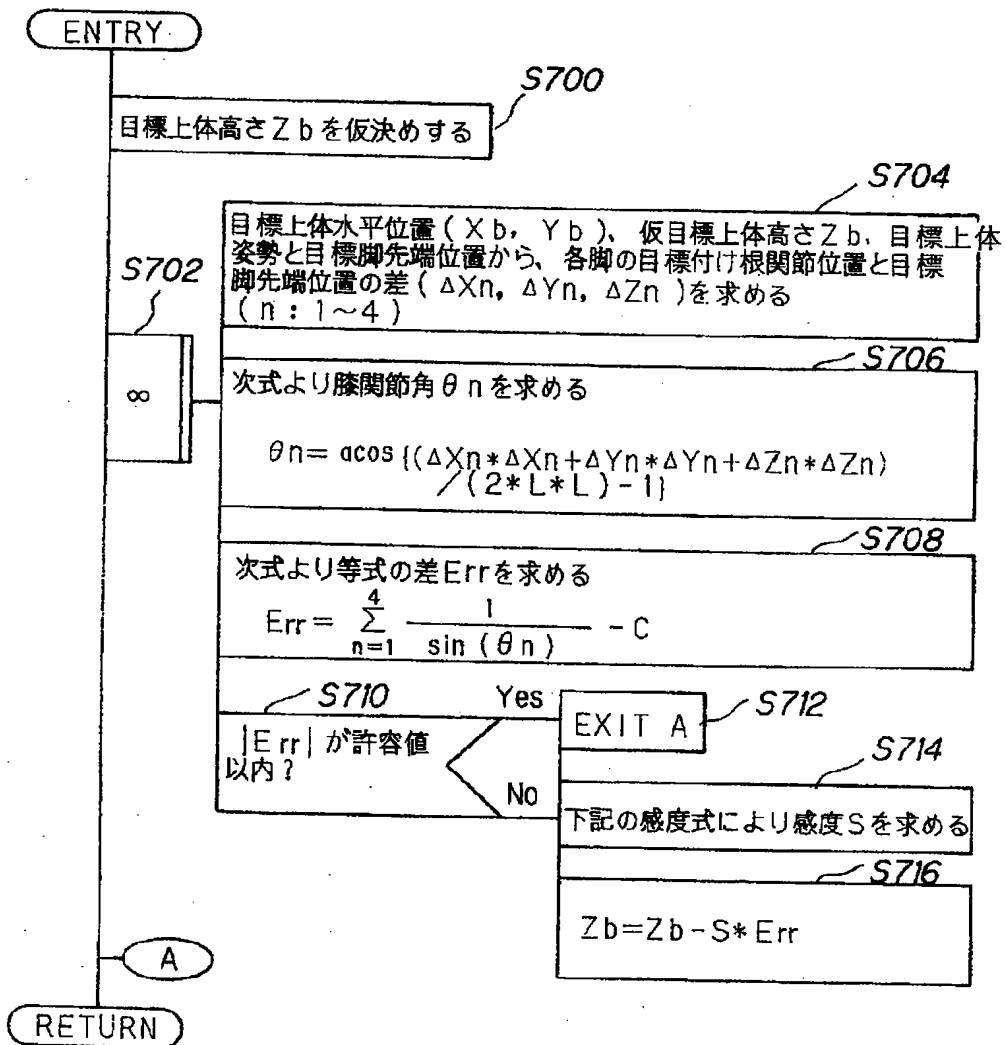 ENTRY
S700
目標上体高さZbを仮決めする
S704
目標上体水平位置(Xb, Yb)、仮目標上体高さZb、目標上体
姿勢と目標脚先端位置から、各脚の目標付け根関節位置と目標
脚先端位置の差(ΔXn, ΔYn, ΔZn)を求める
(n:1~4)
S702
∞
S706
次式より膝関節角θnを求める
θn= acos{(ΔXn*ΔXn+ΔYn*ΔYn+ΔZn*ΔZn)
/(2*L*L)-1}
S708
次式より等式の差Errを求める
Err= 4 Σ n=1 1 / sin (θn) - C
S710
|Err|が許容値
以内?
Yes
No
EXIT A
S712
S714
下記の感度式により感度Sを求める
S716
Zb=Zb-S*Err
A
RETURN